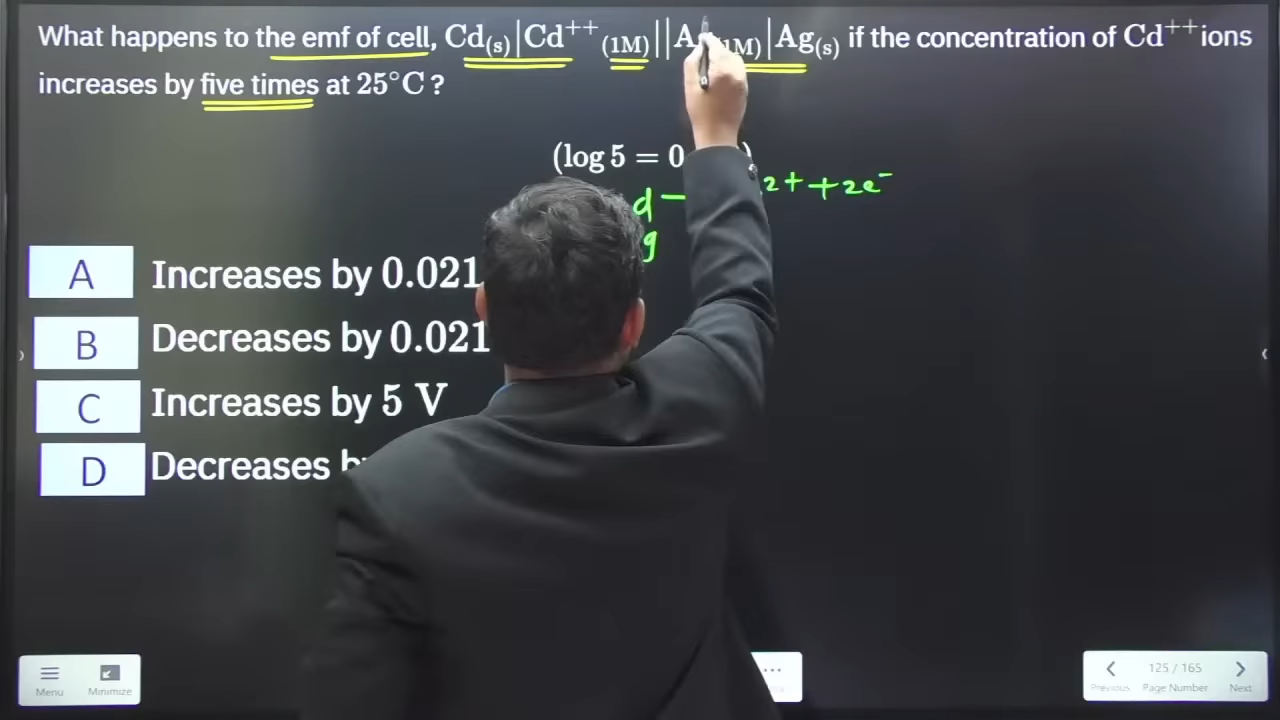 What happens to the emf of cell, Cd(s)|Cd++(1M)||A (1M)|Ag(s) if the concentration of Cd++ ions
increases by five times at 25°C ?
(log 5 = 0 )
d – 2+ + 2e-
g
A Increases by 0.021
B Decreases by 0.021
C Increases by 5 V
D Decreases
Menu Minimize ... Previous 125 / 165 Page Number Next